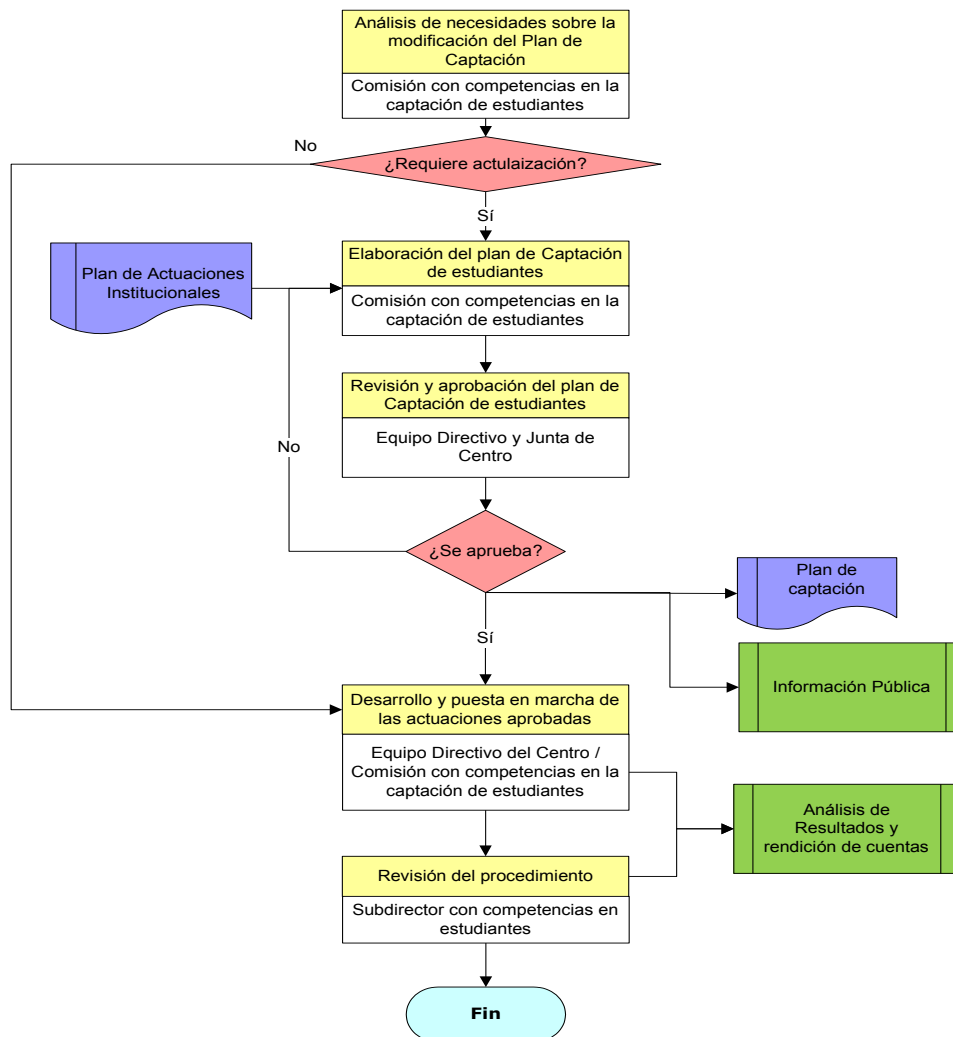 Análisis de necesidades sobre la
modificación del Plan de
Captación
Comisión con competencias en la
captación de estudiantes
No
¿Requiere actulaización?
Sí
Plan de Actuaciones
Institucionales
Elaboración del plan de Captación
de estudiantes
Comisión con competencias en la
captación de estudiantes
Revisión y aprobación del plan de
Captación de estudiantes
Equipo Directivo y Junta de
Centro
No
¿Se aprueba?
Plan de
captación
Sí
Información Pública
Desarrollo y puesta en marcha de
las actuaciones aprobadas
Equipo Directivo del Centro /
Comisión con competencias en la
captación de estudiantes
Análisis de
Resultados y
rendición de cuentas
Revisión del procedimiento
Subdirector con competencias en
estudiantes
Fin